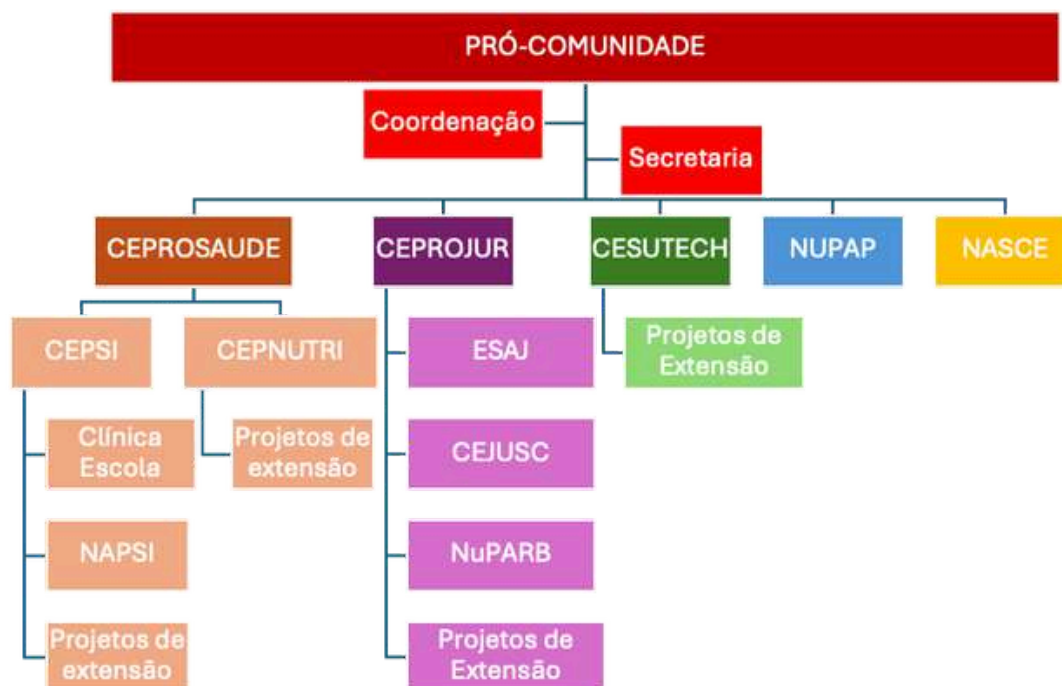 PRÓ-COMUNIDADE
Coordenação
Secretaria
CEPROSAUDE
CEPROJUR
CESUTECH
NUPAP
NASCE
CEPSI
CEPNUTRI
ESAJ
Projetos de
Extensão
Clínica
Escola
Projetos de
extensão
CEJUSC
NAPSI
NuPARB
Projetos de
extensão
Projetos de
Extensão